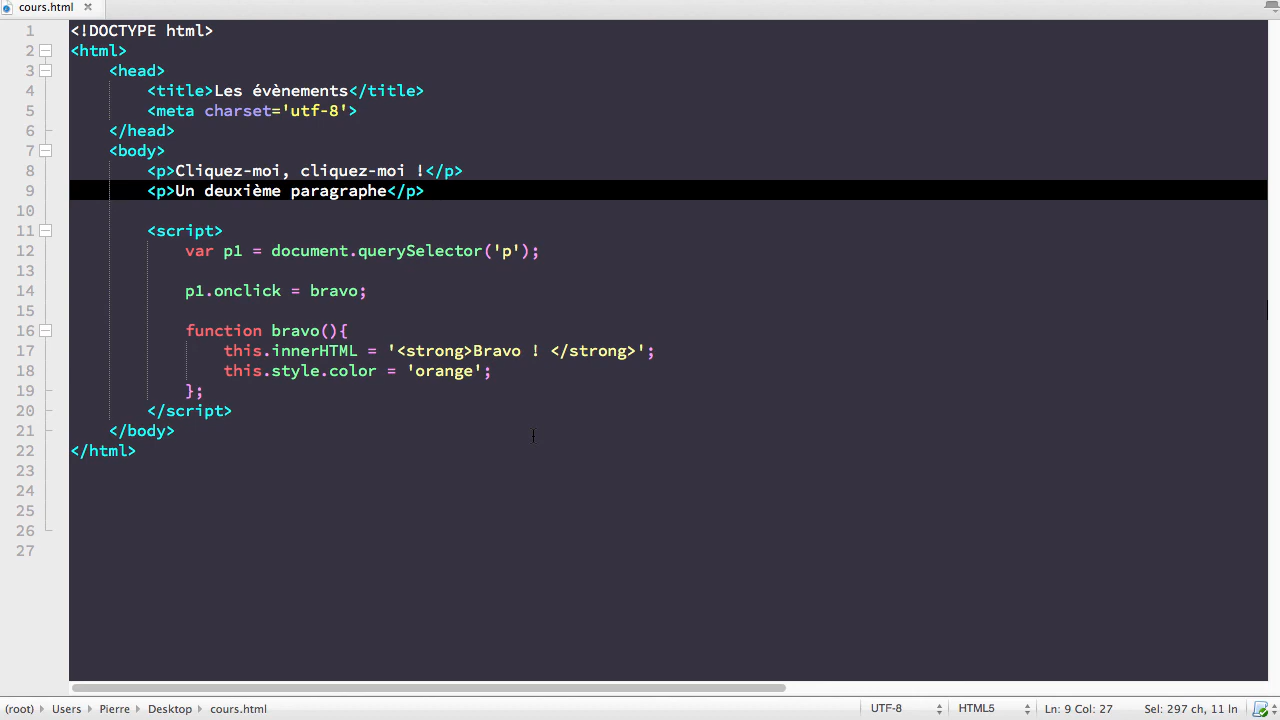 cours.html
1 <!DOCTYPE html>
2 <html>
3 <head>
4 <title>Les évènements</title>
5 <meta charset='utf-8'>
6 </head>
7 <body>
8 <p>Cliquez-moi, cliquez-moi !</p>
9 <p>Un deuxième paragraphe</p>
10
11 <script>
12 var p1 = document.querySelector('p');
13
14 p1.onclick = bravo;
15
16 function bravo(){
17 this.innerHTML = '<strong>Bravo ! </strong>';
18 this.style.color = 'orange';
19 };
20 </script>
21 </body>
22 </html>
23
24
25
26
27
(root) Users Pierre Desktop cours.html UTF-8 HTML5 Ln: 9 Col: 27 Sel: 297 ch, 11 ln